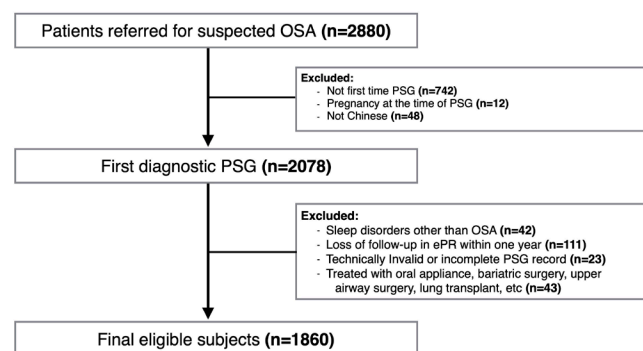 Patients referred for suspected OSA (n=2880)
Excluded:
- Not first time PSG (n=742)
- Pregnancy at the time of PSG (n=12)
- Not Chinese (n=48)
First diagnostic PSG (n=2078)
Excluded:
- Sleep disorders other than OSA (n=42)
- Loss of follow-up in ePR within one year (n=111)
- Technically Invalid or incomplete PSG record (n=23)
- Treated with oral appliance, bariatric surgery, upper
airway surgery, lung transplant, etc (n=43)
Final eligible subjects (n=1860)